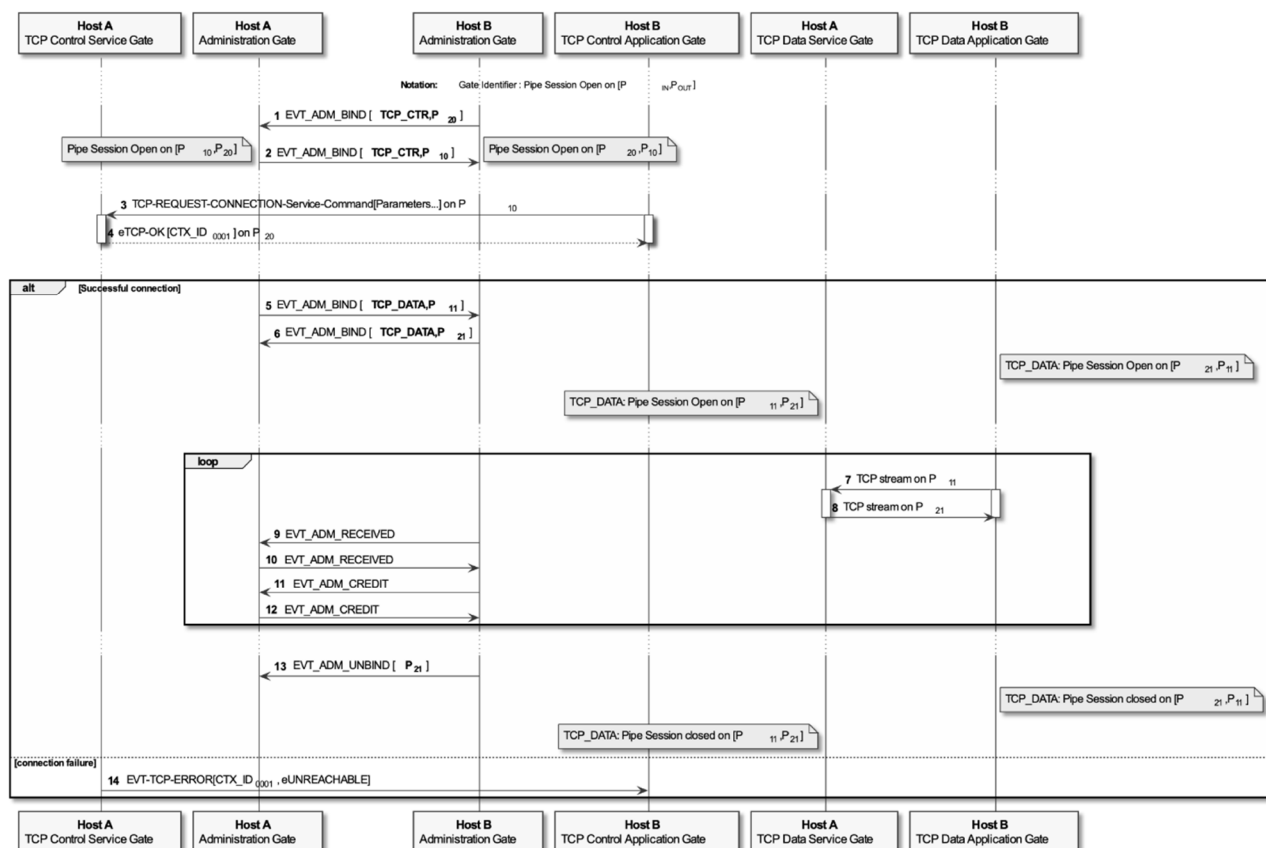 Host A
TCP Control Service Gate
Host A
Administration Gate
Host B
Administration Gate
Host B
TCP Control Application Gate
Host A
TCP Data Service Gate
Host B
TCP Data Application Gate
Notation: Gate Identifier : Pipe Session Open on [P IN,POUT]
1 EVT_ADM_BIND [ TCP_CTR,P 20 ]
Pipe Session Open on [P 10,P20]
2 EVT_ADM_BIND [ TCP_CTR,P 10 ]
Pipe Session Open on [P 20,P10]
3 TCP-REQUEST-CONNECTION-Service-Command[Parameters...] on P 10
4 eTCP-OK [CTX_ID 0001 ] on P 20
alt [Successful connection]
5 EVT_ADM_BIND [ TCP_DATA,P 11 ]
6 EVT_ADM_BIND [ TCP_DATA,P 21 ]
TCP_DATA: Pipe Session Open on [P 21 ,P11 ]
TCP_DATA: Pipe Session Open on [P 11 ,P21 ]
loop
7 TCP stream on P 11
8 TCP stream on P 21
9 EVT_ADM_RECEIVED
10 EVT_ADM_RECEIVED
11 EVT_ADM_CREDIT
12 EVT_ADM_CREDIT
13 EVT_ADM_UNBIND [ P21 ]
TCP_DATA: Pipe Session closed on [P 21 ,P11 ]
TCP_DATA: Pipe Session closed on [P 11 ,P21 ]
[connection failure]
14 EVT-TCP-ERROR[CTX_ID 0001 , eUNREACHABLE]
Host A
TCP Control Service Gate
Host A
Administration Gate
Host B
Administration Gate
Host B
TCP Control Application Gate
Host A
TCP Data Service Gate
Host B
TCP Data Application Gate